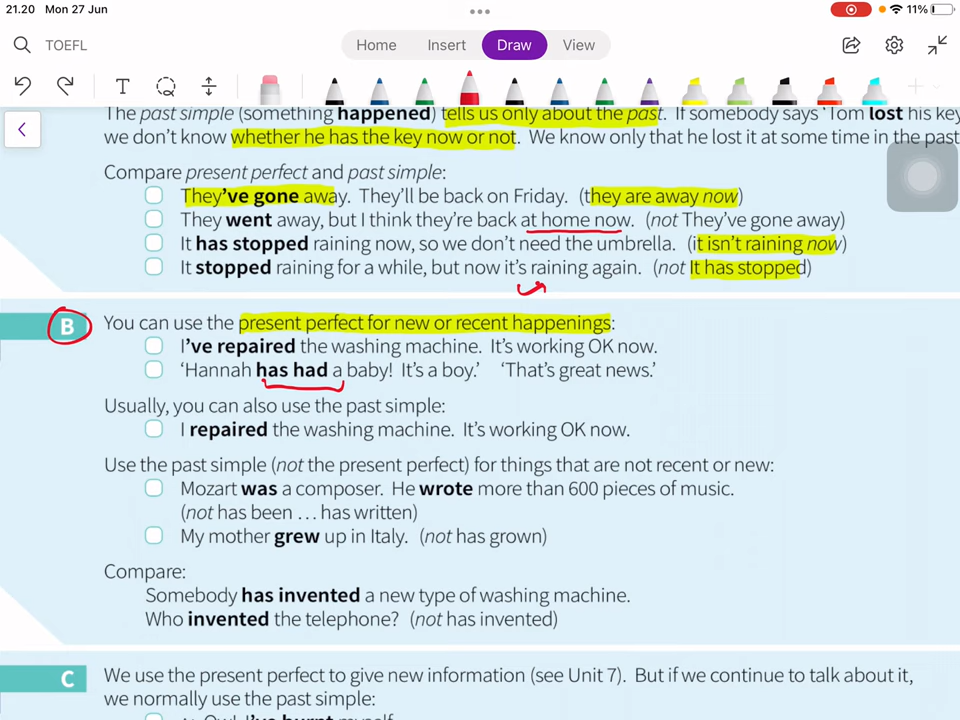 21.20 Mon 27 Jun
11%
TOEFL
Home Insert Draw View
T
The past simple (something happened) tells us only about the past. If somebody says 'Tom lost his key
we don't know whether he has the key now or not. We know only that he lost it at some time in the past
Compare present perfect and past simple:
They've gone away. They'll be back on Friday. (they are away now)
They went away, but I think they're back at home now. (not They've gone away)
It has stopped raining now, so we don't need the umbrella. (it isn't raining now)
It stopped raining for a while, but now it's raining again. (not It has stopped)
B You can use the present perfect for new or recent happenings:
I've repaired the washing machine. It's working OK now.
'Hannah has had a baby! It's a boy.' 'That's great news.'
Usually, you can also use the past simple:
I repaired the washing machine. It's working OK now.
Use the past simple (not the present perfect) for things that are not recent or new:
Mozart was a composer. He wrote more than 600 pieces of music.
(not has been … has written)
My mother grew up in Italy. (not has grown)
Compare:
Somebody has invented a new type of washing machine.
Who invented the telephone? (not has invented)
C We use the present perfect to give new information (see Unit 7). But if we continue to talk about it,
we normally use the past simple:
Ow! I've burnt myself.